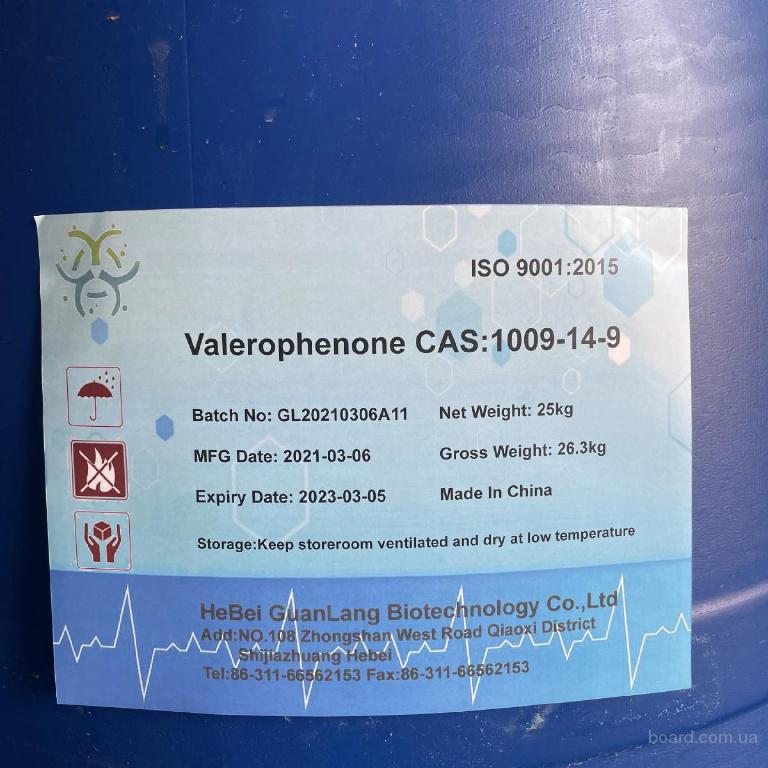 ISO 9001:2015
Valerophenone CAS:1009-14-9
Batch No: GL20210306A11 Net Weight: 25kg
MFG Date: 2021-03-06 Gross Weight: 26.3kg
Expiry Date: 2023-03-05 Made In China
Storage:Keep storeroom ventilated and dry at low temperature
HeBei GuanLang Biotechnology Co.,Ltd
Add:NO.108 Zhongshan West Road Qiaoxi District
Shijiazhuang Hebei
Tel:86-311-66562153 Fax:86-311-66562153
board.com.ua